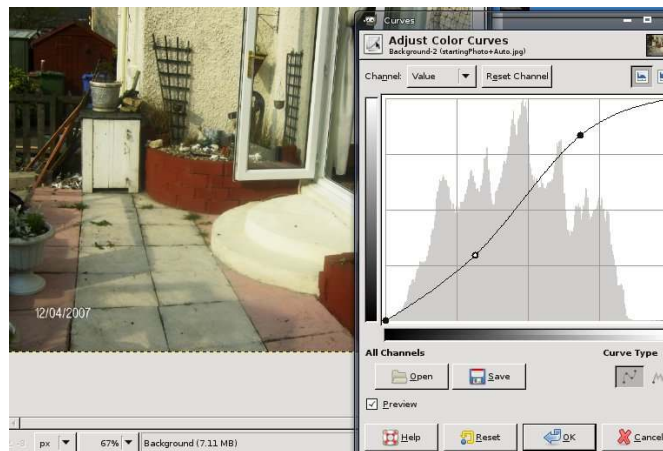 Curves
Adjust Color Curves
Background-2 (startingPhoto+Auto.jpg)
Channel: Value Reset Channel
12/04/2007
All Channels Curve Type
Open Save
Preview
px 67% Background (7.11 MB)
Help Reset OK Cancel